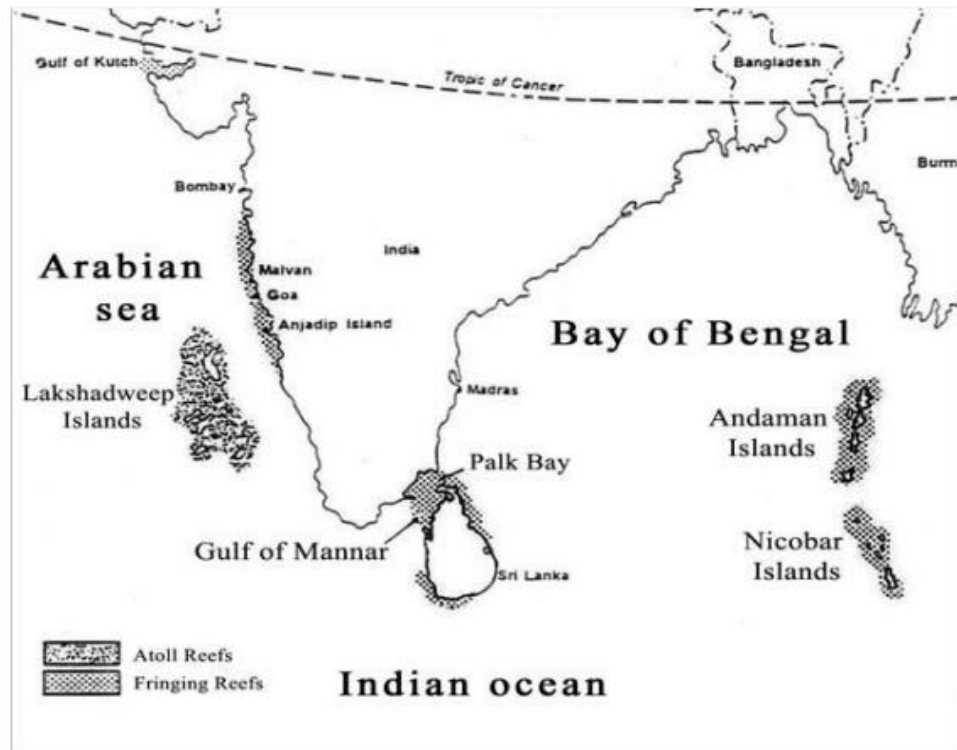 Gulf of Kutch
Tropic of Cancer
Bangladesh
Burm
Bombay
India
Arabian
sea
Malvan
Goa
Anjadip Island
Bay of Bengal
Lakshadweep
Islands
Madras
Andaman
Islands
Palk Bay
Gulf of Mannar
Nicobar
Islands
Sri Lanka
Atoll Reefs
Fringing Reefs
Indian ocean